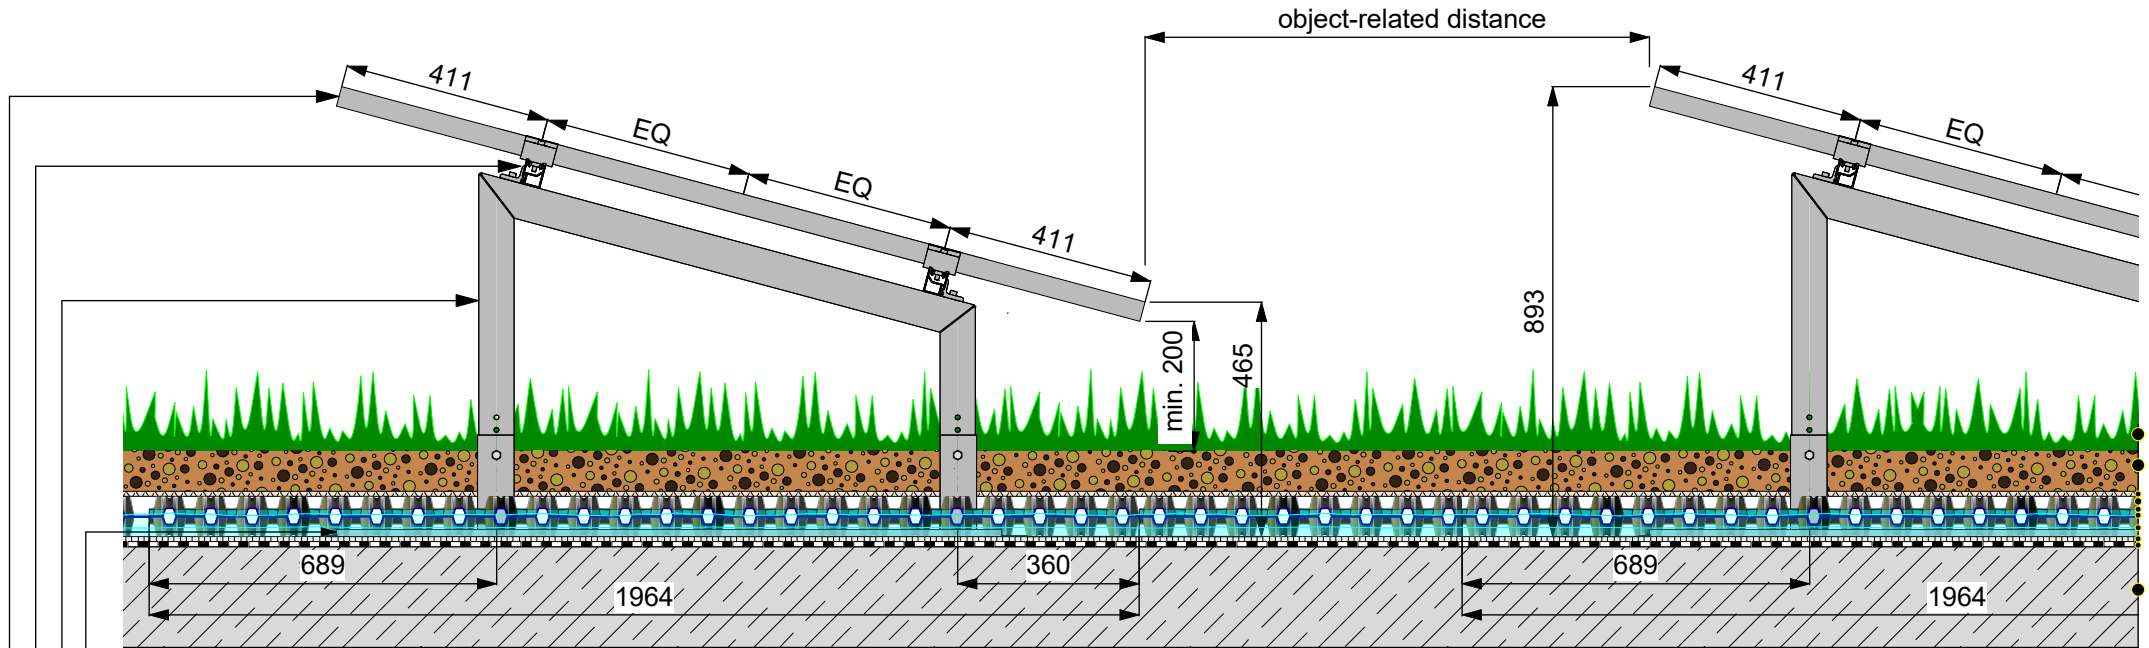 object-related distance
411
EQ
EQ
411
411
EQ
893
min. 200
465
689
360
689
1964
1964